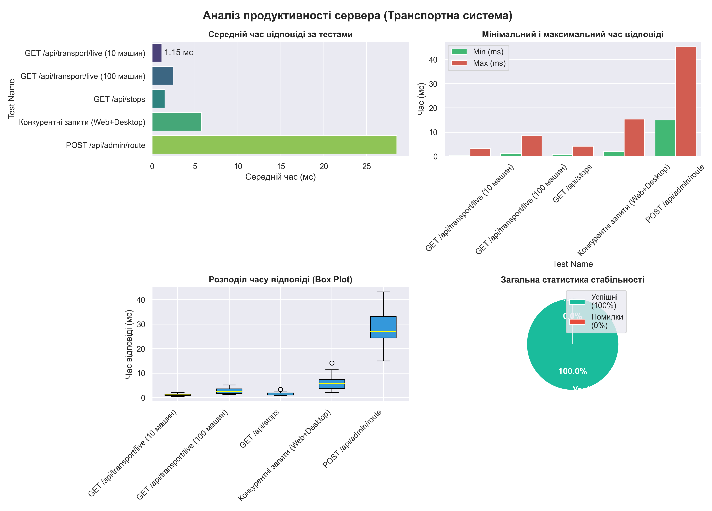 Аналіз продуктивності сервера (Транспортна система)
Середній час відповіді за тестами
Test Name
GET /api/transport/live (10 машин)
GET /api/transport/live (100 машин)
GET /api/stops
Конкурентні запити (Web+Desktop)
POST /api/admin/route
1.15 мс
0 5 10 15 20 25
Середній час (мс)
Мінімальний і максимальний час відповіді
Min (ms)
Max (ms)
Час (мс)
40
30
20
10
0
GET /api/transport/live (10 машин)
GET /api/transport/live (100 машин)
GET /api/stops
Конкурентні запити (Web+Desktop)
POST /api/admin/route
Test Name
Розподіл часу відповіді (Box Plot)
Час відповіді (мс)
40
30
20
10
0
GET /api/transport/live (10 машин)
GET /api/transport/live (100 машин)
GET /api/stops
Конкурентні запити (Web+Desktop)
POST /api/admin/route
Загальна статистика стабільності
Успішні
(100%)
Помилки
(0%)
100.0%